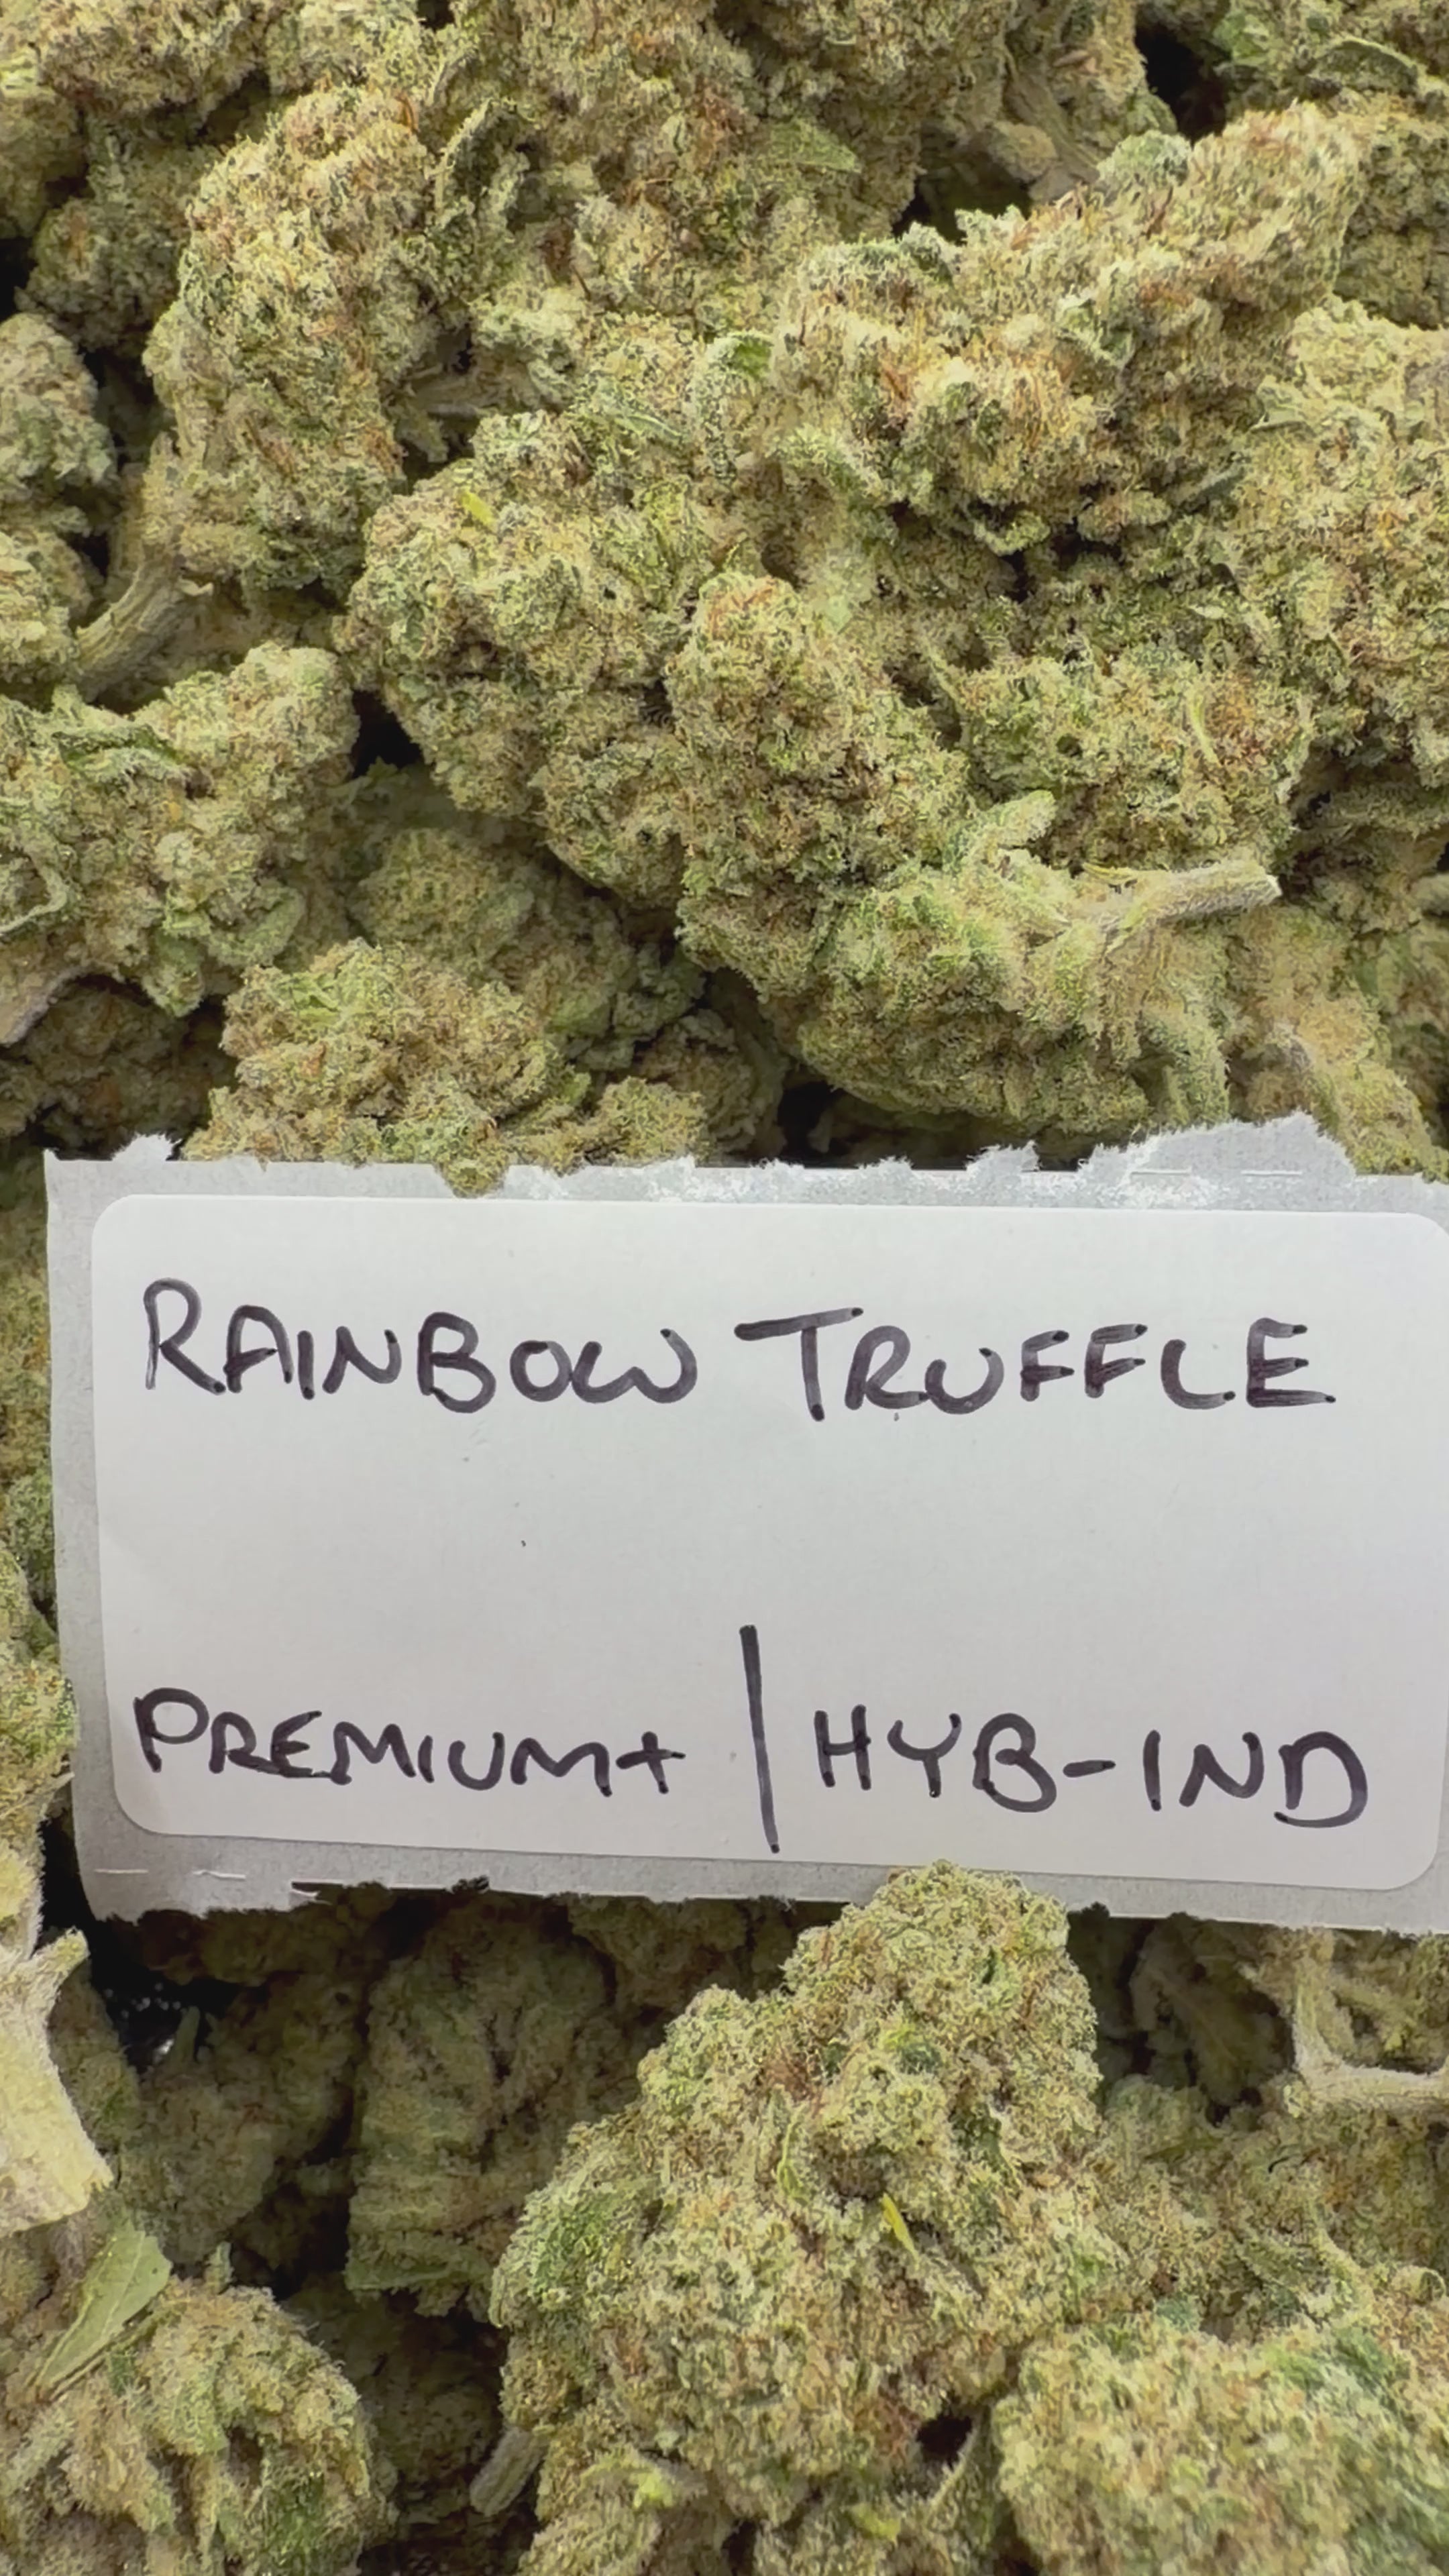 RAINBOW TRUFFLE
PREMIUM+ | HYB-IND